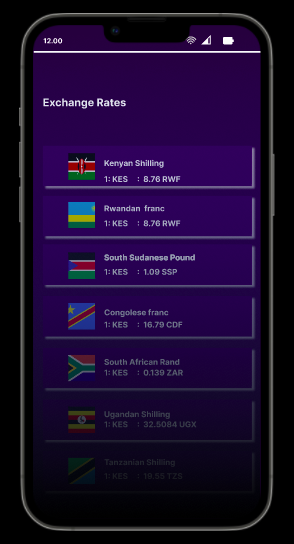 12.00
Exchange Rates
Kenyan Shilling
1: KES : 8.76 RWF
Rwandan franc
1: KES : 8.76 RWF
South Sudanese Pound
1: KES : 1.09 SSP
Congolese franc
1: KES : 16.79 CDF
South African Rand
1: KES : 0.139 ZAR
Ugandan Shilling
1: KES : 32.5084 UGX
Tanzanian Shilling
1: KES : 18.55 TZS